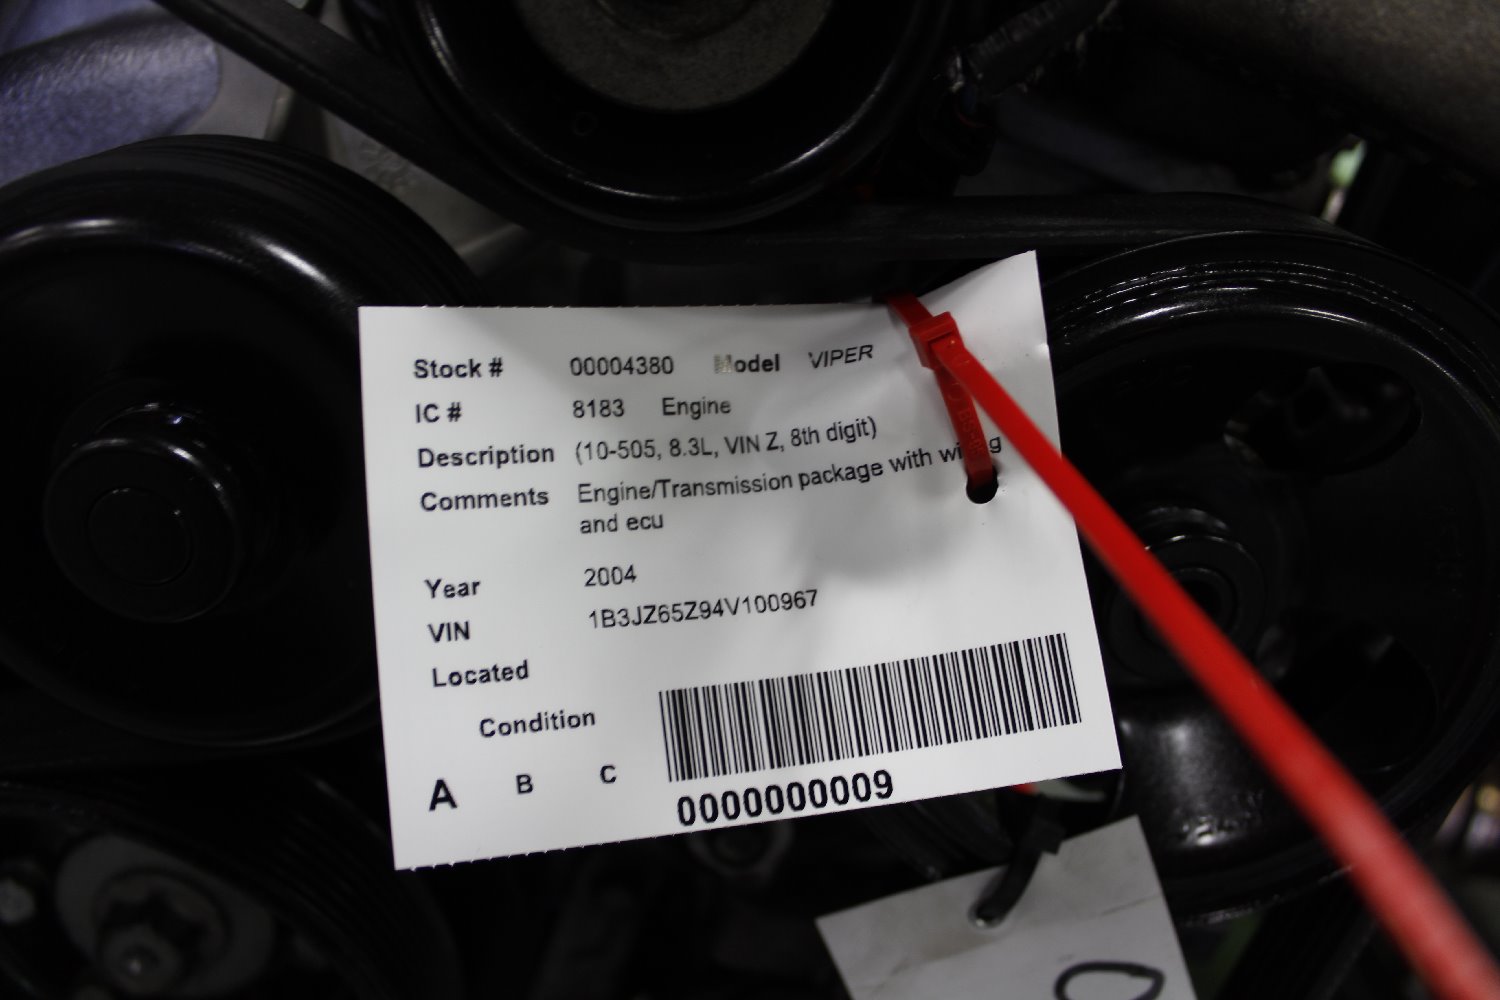 Stock # 00004380 Model VIPER
IC # 8183 Engine
Description (10-505, 8.3L, VIN Z, 8th digit)
Comments Engine/Transmission package with
and ecu
Year 2004
VIN 1B3JZ65Z94V100967
Located
Condition
A B C
0000000009